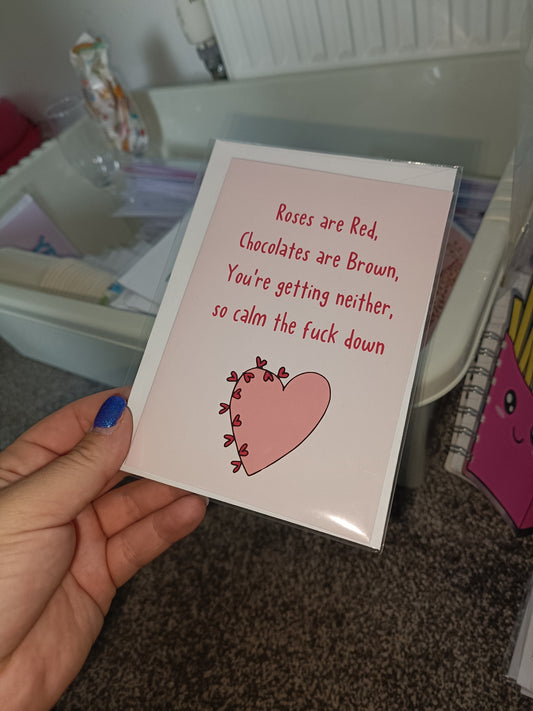 Roses are Red,
Chocolates are Brown,
You're getting neither,
so calm the fuck down